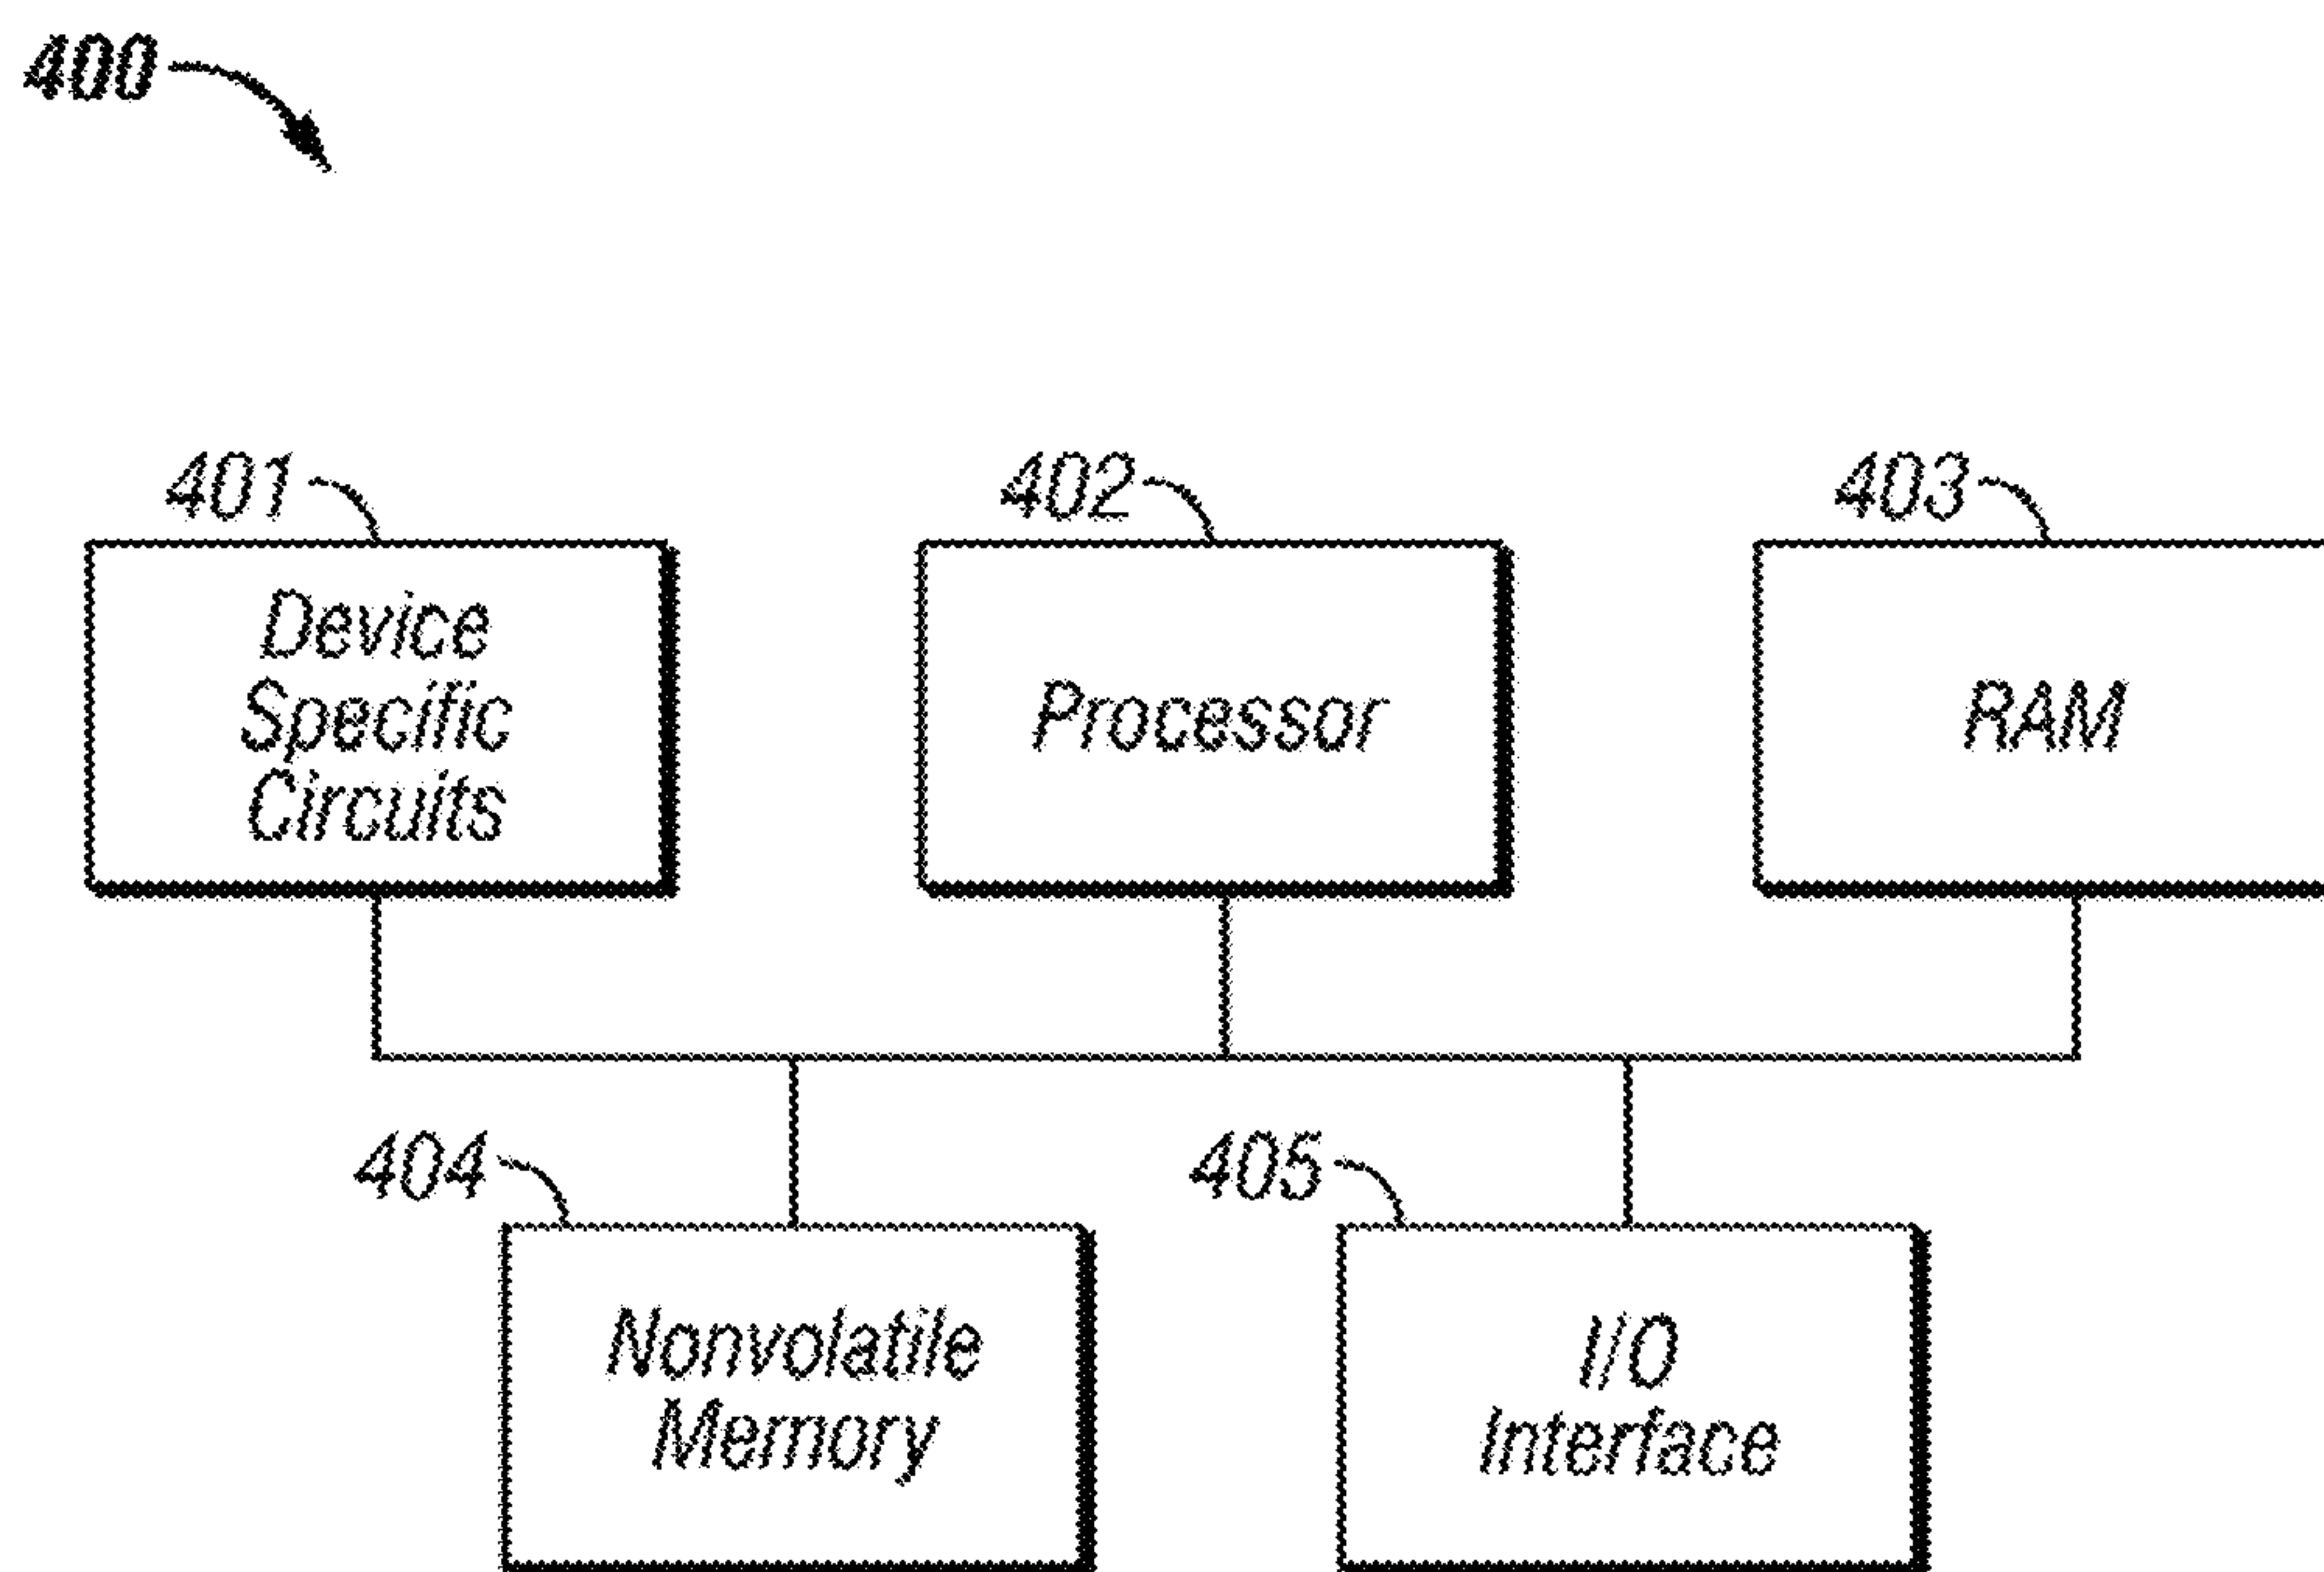 400
401
402
403
Device
Specific
Circuits
Processor
RAM
404
405
Nonvolatile
Memory
I/O
Interface